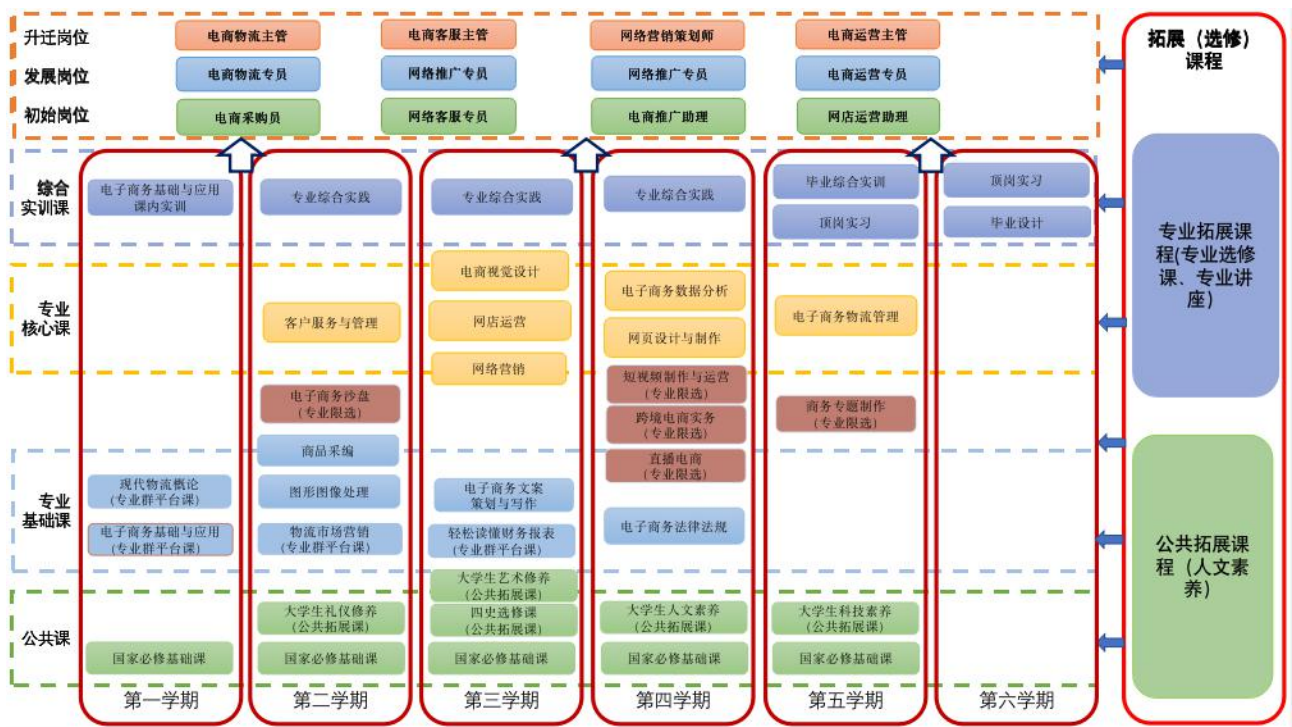 升迁岗位
电商物流主管
电商客服主管
网络营销策划师
电商运营主管
发展岗位
电商物流专员
网络推广专员
网络推广专员
电商运营专员
初始岗位
电商采购员
网络客服专员
电商推广助理
网店运营助理
综合
实训课
电子商务基础与应用
课内实训
专业综合实践
专业综合实践
专业综合实践
毕业综合实训
顶岗实习
顶岗实习
毕业设计
专业
核心课
客户服务与管理
电商视觉设计
网店运营
网络营销
电子商务数据分析
网页设计与制作
电子商务物流管理
电子商务沙盘
(专业限选)
短视频制作与运营
(专业限选)
跨境电商实务
(专业限选)
直播电商
(专业限选)
商务专题制作
(专业限选)
专业
基础课
现代物流概论
(专业群平台课)
电子商务基础与应用
(专业群平台课)
商品采编
图形图像处理
物流市场营销
(专业群平台课)
电子商务文案
策划与写作
轻松读懂财务报表
(专业群平台课)
电子商务法律法规
公共课
国家必修基础课
大学生礼仪修养
(公共拓展课)
国家必修基础课
大学生艺术修养
(公共拓展课)
四史选修课
(公共拓展课)
国家必修基础课
大学生人文素养
(公共拓展课)
国家必修基础课
大学生科技素养
(公共拓展课)
国家必修基础课
第一学期
第二学期
第三学期
第四学期
第五学期
第六学期
拓展（选修）
课程
专业拓展课
程(专业选修
课、专业讲
座)
公共拓展课
程（人文素
养）